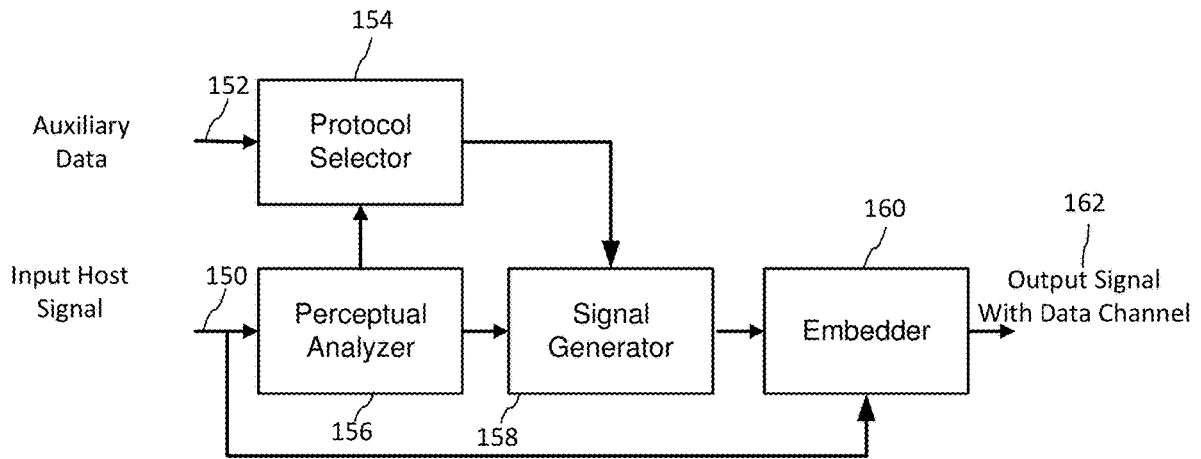 154
152
Auxiliary
Data
Protocol
Selector
160
162
Input Host
Signal
150
Perceptual
Analyzer
Signal
Generator
Embedder
Output Signal
With Data Channel
156
158